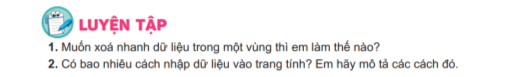 LUYỆN TẬP
1. Muốn xoá nhanh dữ liệu trong một vùng thì em làm thế nào?
2. Có bao nhiêu cách nhập dữ liệu vào trang tính? Em hãy mô tả các cách đó.